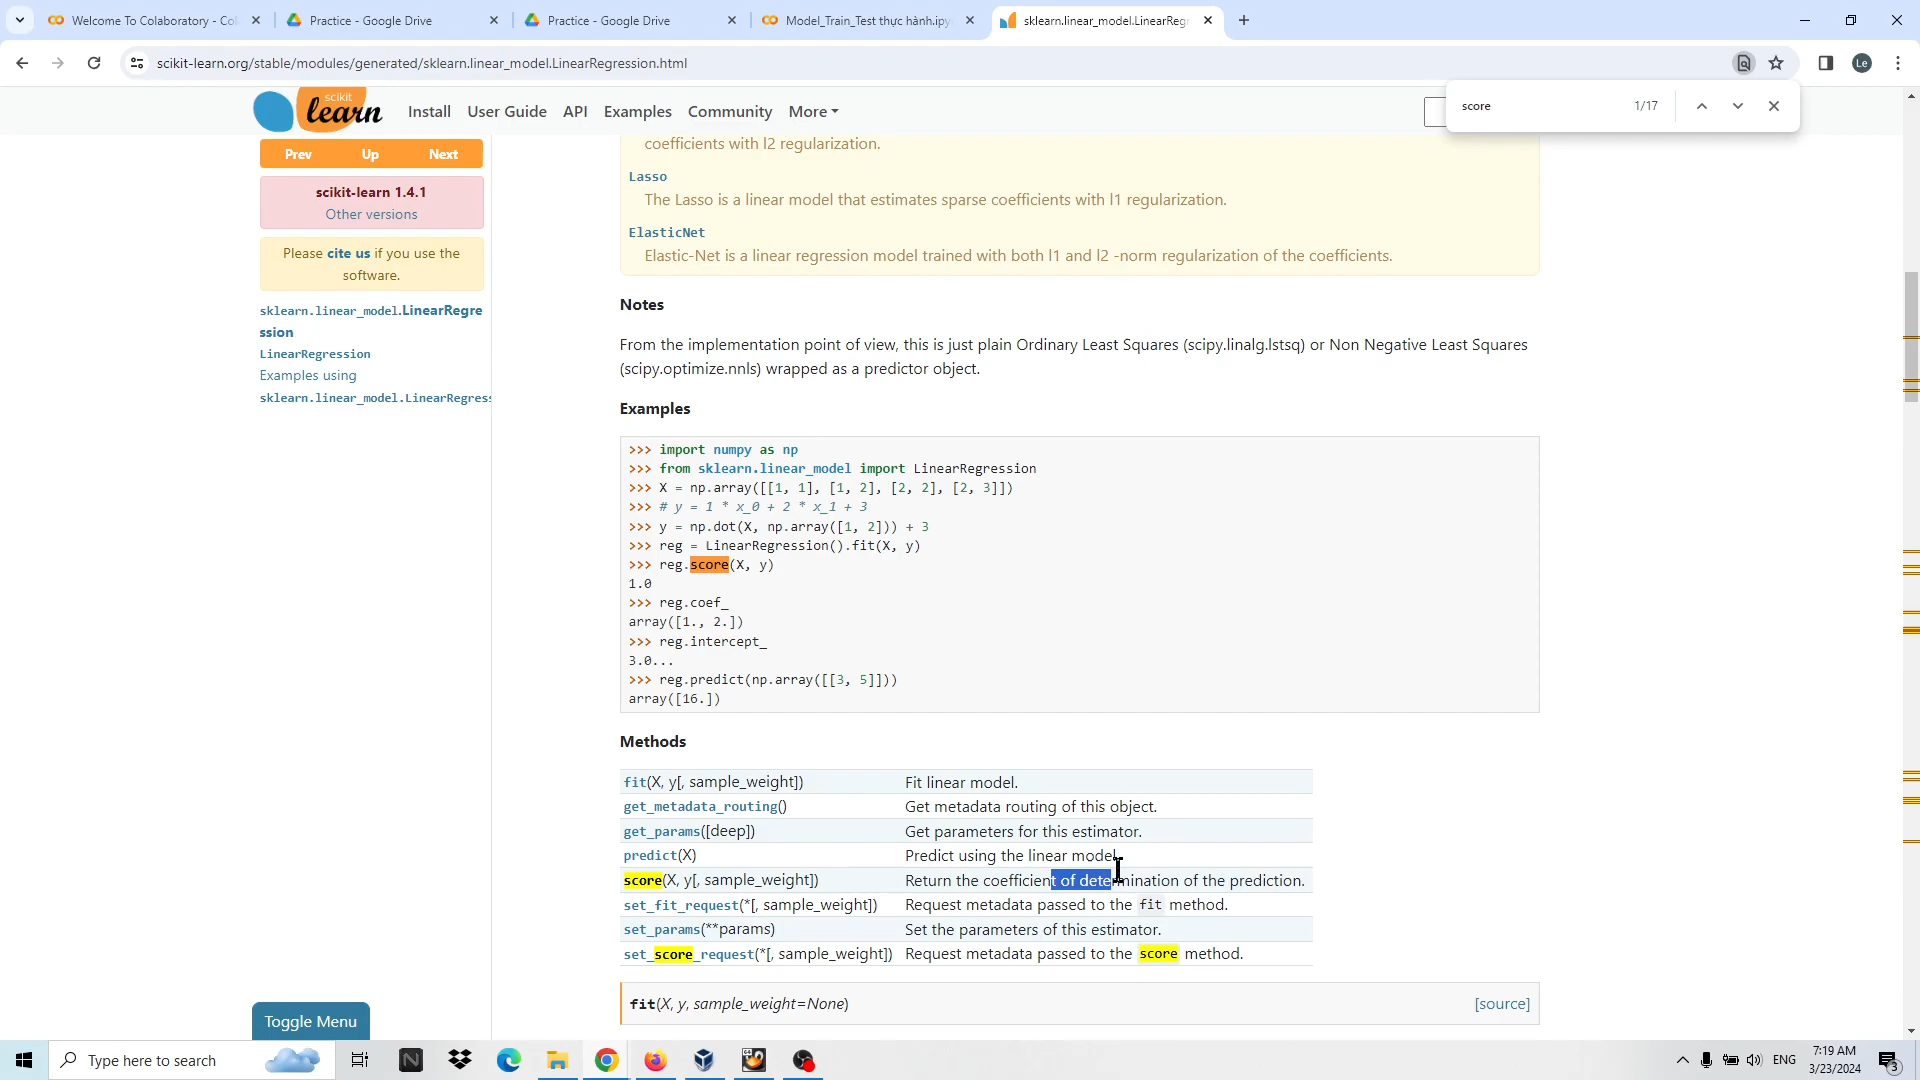 Welcome To Colaboratory - Co
Practice - Google Drive
Practice - Google Drive
Model_Train_Test thực hành.ipy
sklearn.linear_model.LinearRegr
scikit-learn.org/stable/modules/generated/sklearn.linear_model.LinearRegression.html
Le
score
1/17
scikit
learn
Install
User Guide
API
Examples
Community
More
Prev
Up
Next
scikit-learn 1.4.1
Other versions
Please cite us if you use the
software.
sklearn.linear_model.LinearRegre
ssion
LinearRegression
Examples using
sklearn.linear_model.LinearRegress
Toggle Menu
coefficients with l2 regularization.
Lasso
The Lasso is a linear model that estimates sparse coefficients with l1 regularization.
ElasticNet
Elastic-Net is a linear regression model trained with both l1 and l2 -norm regularization of the coefficients.
Notes
From the implementation point of view, this is just plain Ordinary Least Squares (scipy.linalg.lstsq) or Non Negative Least Squares
(scipy.optimize.nnls) wrapped as a predictor object.
Examples
>>> import numpy as np
>>> from sklearn.linear_model import LinearRegression
>>> X = np.array([[1, 1], [1, 2], [2, 2], [2, 3]])
>>> # y = 1 * x_0 + 2 * x_1 + 3
>>> y = np.dot(X, np.array([1, 2])) + 3
>>> reg = LinearRegression().fit(X, y)
>>> reg.score(X, y)
1.0
>>> reg.coef_
array([1., 2.])
>>> reg.intercept_
3.0...
>>> reg.predict(np.array([[3, 5]]))
array([16.])
Methods
fit(X, y[, sample_weight]) Fit linear model.
get_metadata_routing() Get metadata routing of this object.
get_params([deep]) Get parameters for this estimator.
predict(X) Predict using the linear model.
score(X, y[, sample_weight]) Return the coefficient of determination of the prediction.
set_fit_request(*[, sample_weight]) Request metadata passed to the fit method.
set_params(**params) Set the parameters of this estimator.
set_score_request(*[, sample_weight]) Request metadata passed to the score method.
fit(X, y, sample_weight=None) [source]
Type here to search
N
64
ENG
7:19 AM
3/23/2024
3